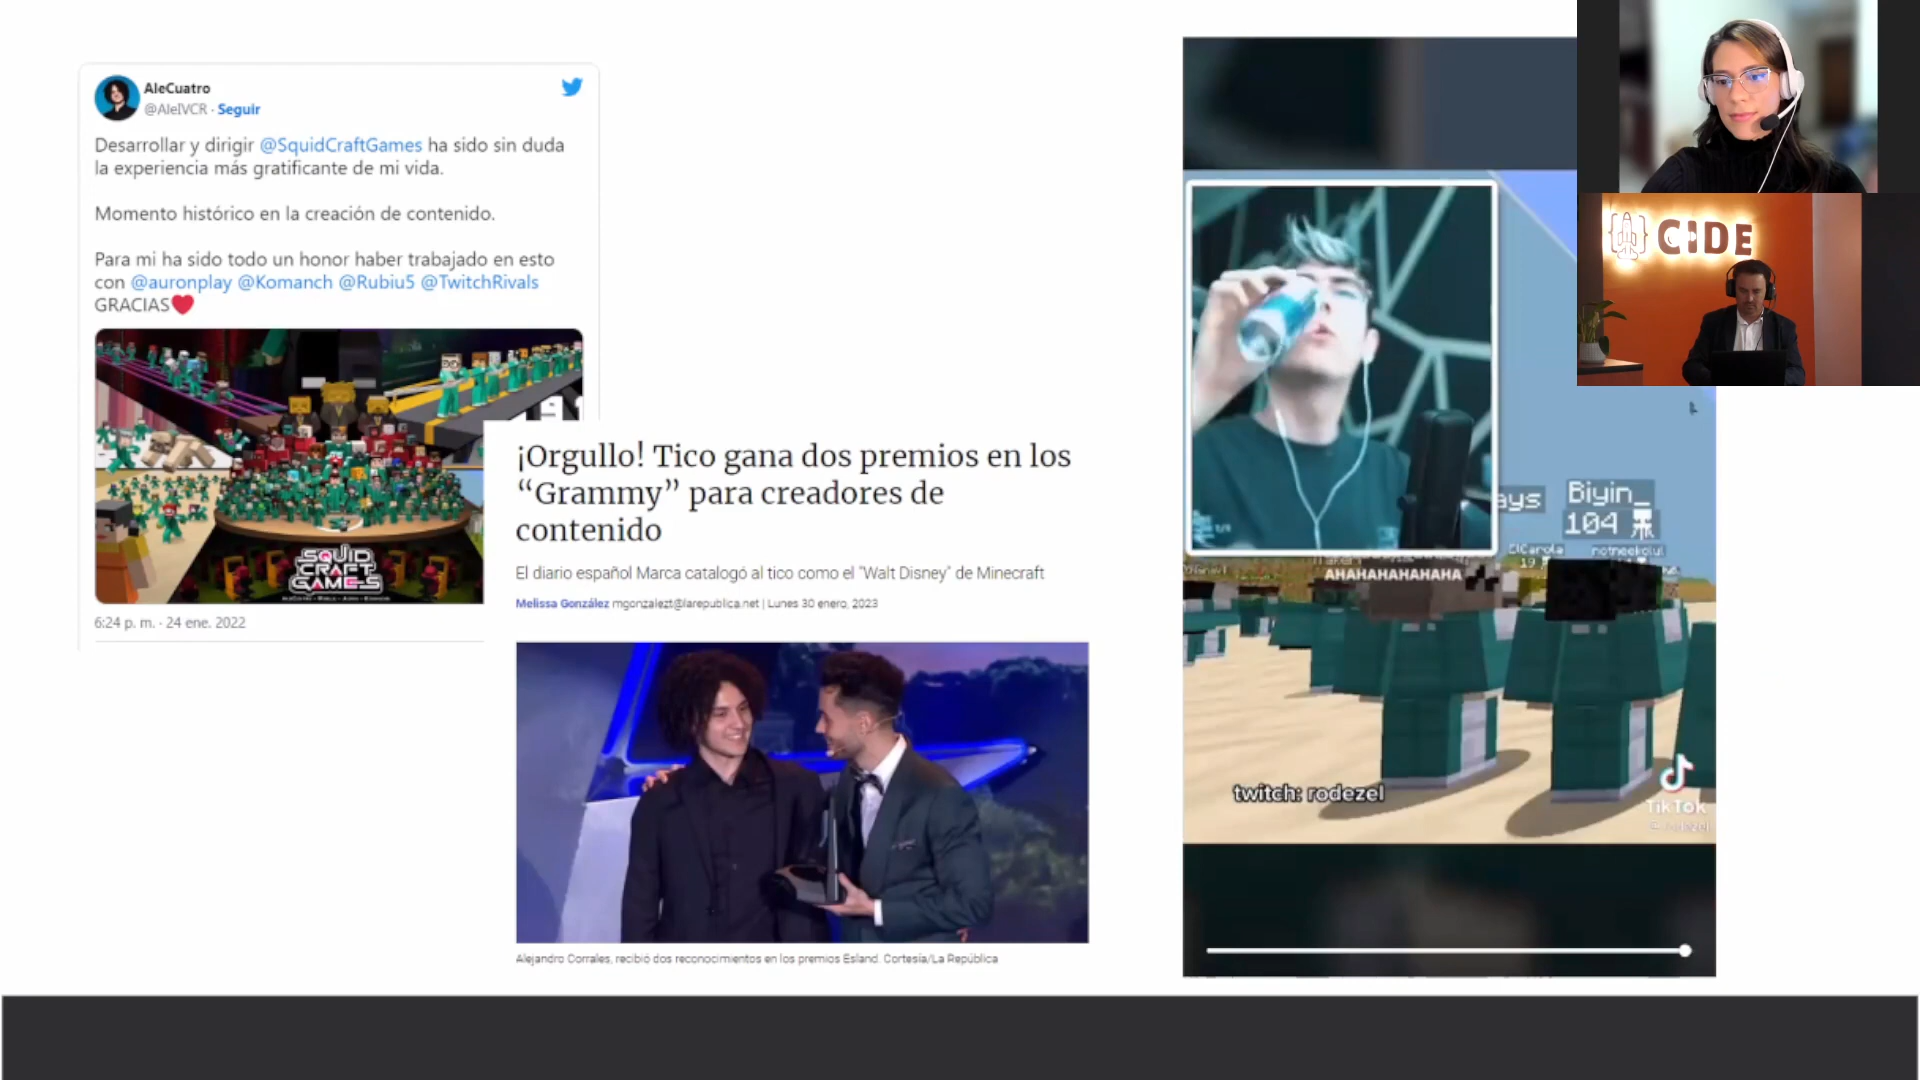 AleCuatro
@AleIVCR · Seguir
Desarrollar y dirigir @SquidCraftGames ha sido sin duda
la experiencia más gratificante de mi vida.
Momento histórico en la creación de contenido.
Para mi ha sido todo un honor haber trabajado en esto
con @auronplay @Komanch @Rubiu5 @TwitchRivals
GRACIAS
SQUID
CRAFT
GAMES
6:24 p. m. · 24 ene. 2022
¡Orgullo! Tico gana dos premios en los
“Grammy” para creadores de
contenido
El diario español Marca catalogó al tico como el "Walt Disney" de Minecraft
Melissa González mgonzalezt@larepublica.net | Lunes 30 enero, 2023
Alejandro Corrales, recibió dos reconocimientos en los premios Esland. Cortesía/La República
ays
Biyin_
104
ElCarola
19
notneekolul
AHAHAHAHAHAHA
twitch: rodezel
TikTok
CIDE